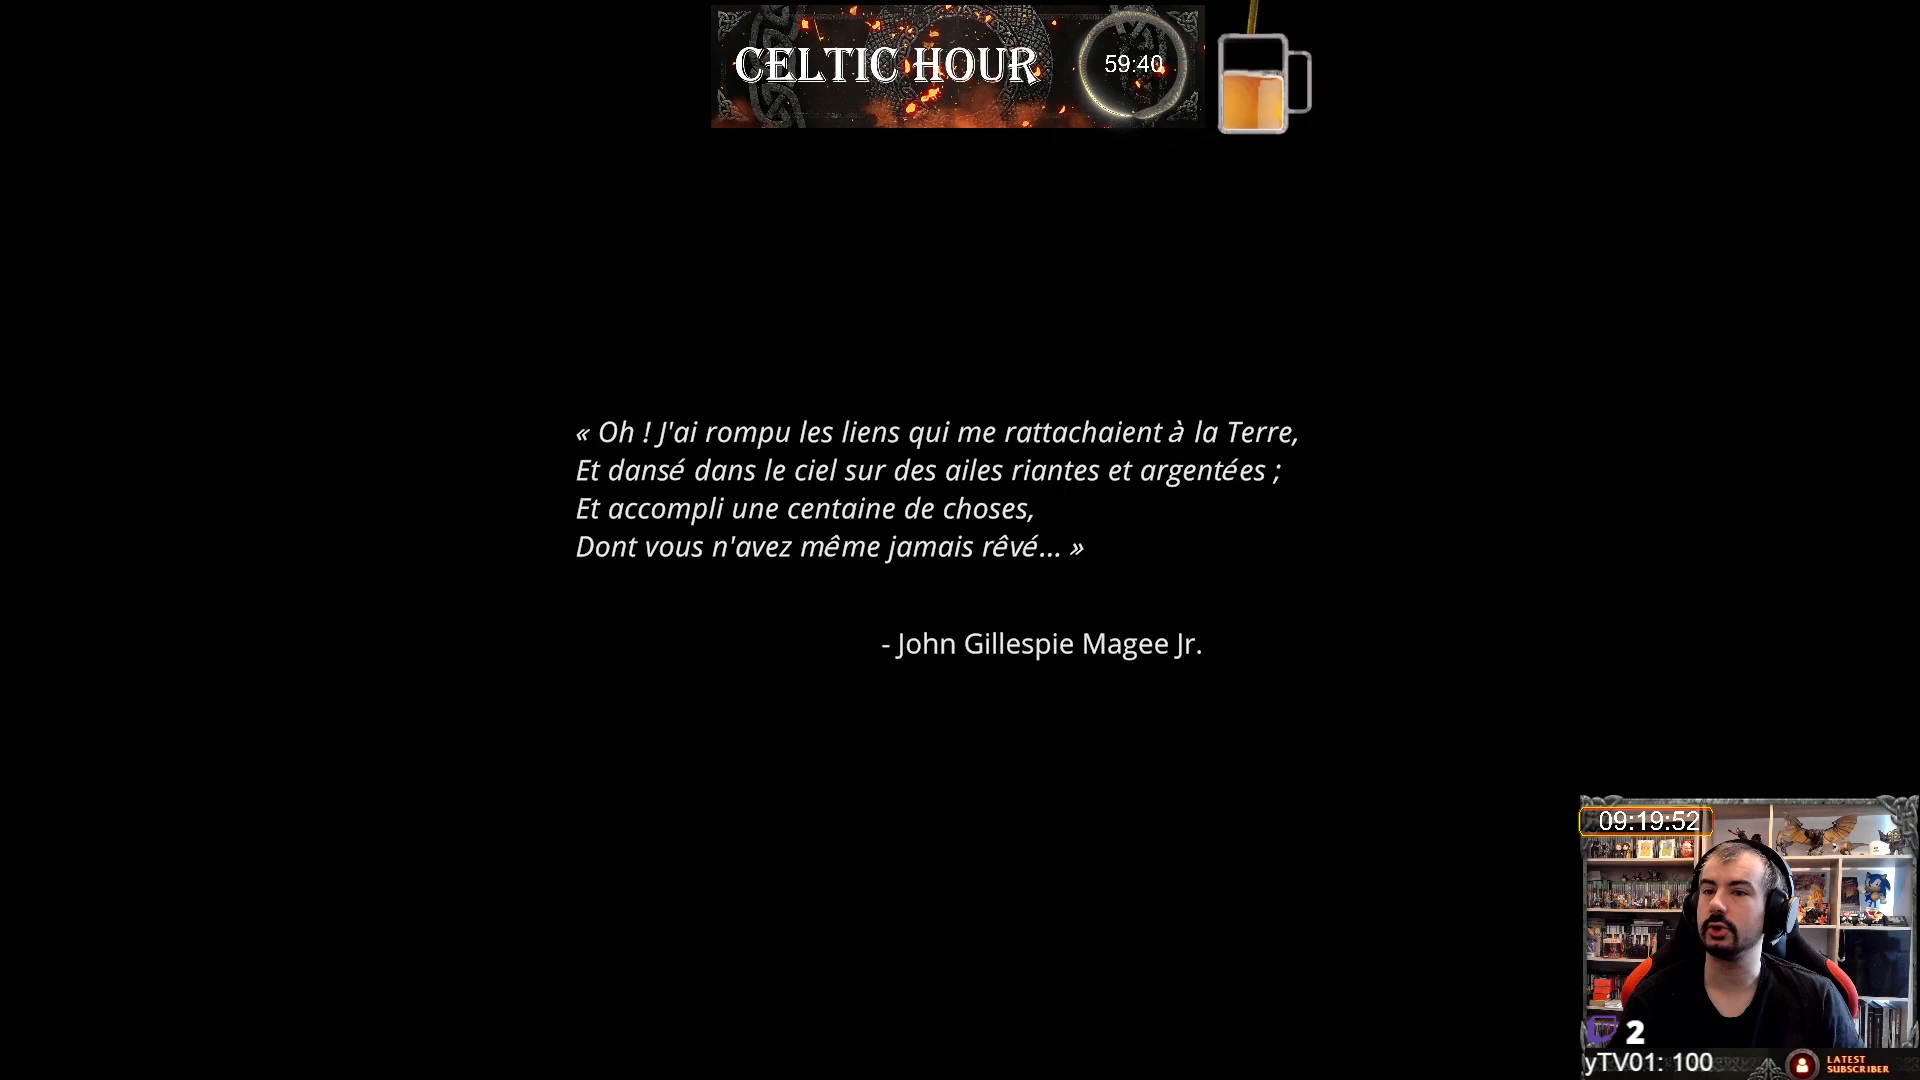 CELTIC HOUR
59:40
« Oh ! J'ai rompu les liens qui me rattachaient à la Terre,
Et dansé dans le ciel sur des ailes riantes et argentées ;
Et accompli une centaine de choses,
Dont vous n'avez même jamais rêvé... »
- John Gillespie Magee Jr.
09:19:52
2
yTV01: 100
LATEST
SUBSCRIBER